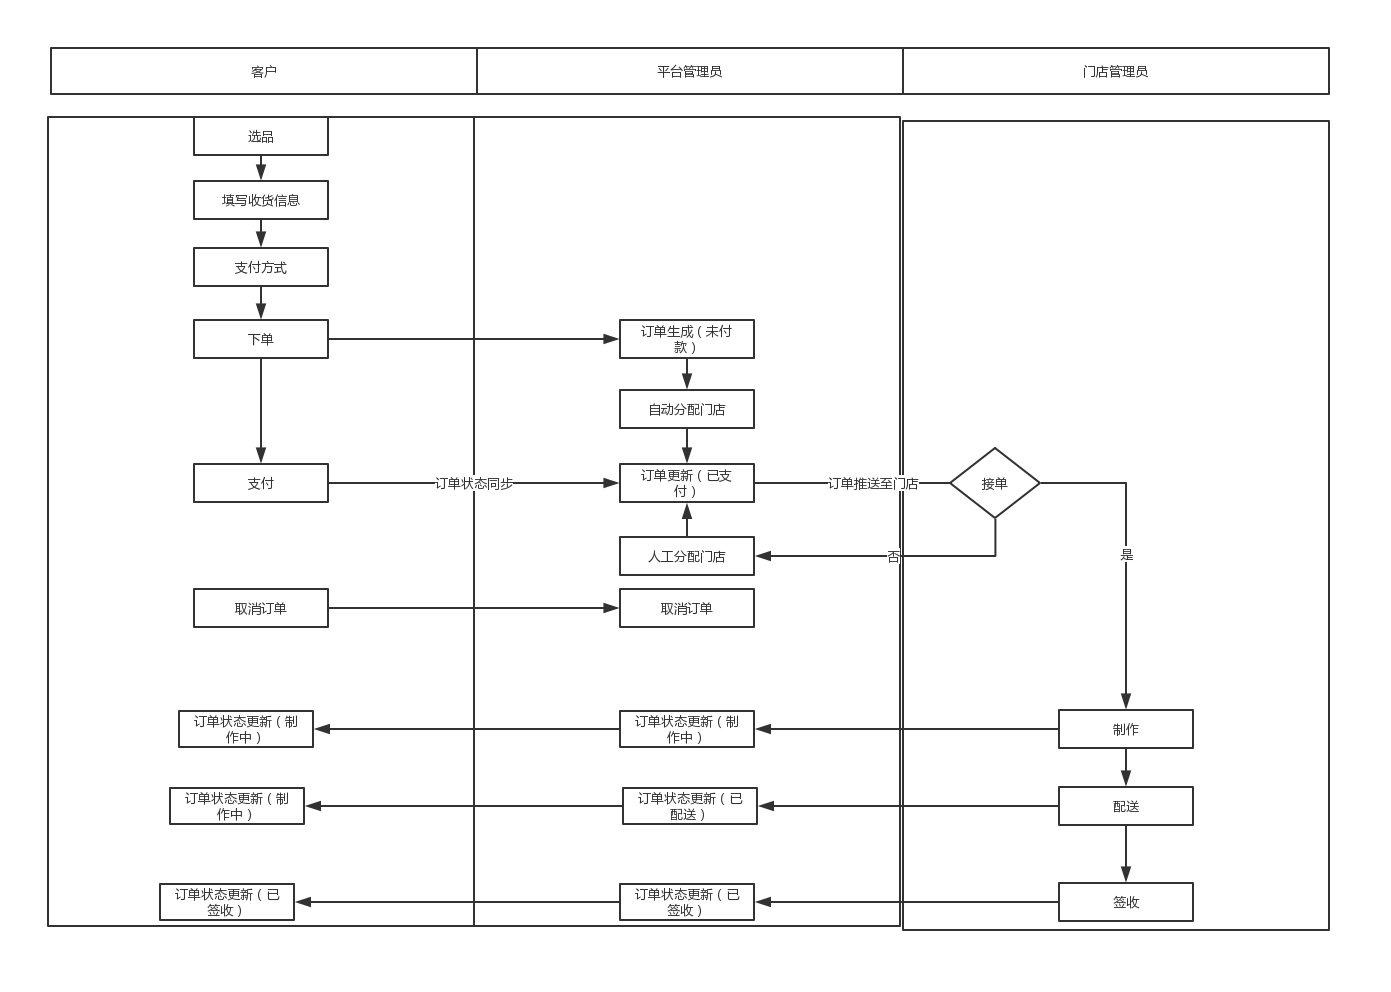 客户
平台管理员
门店管理员
选品
填写收货信息
支付方式
下单
订单生成（未付
款）
自动分配门店
支付
订单状态同步
订单更新（已支
付）
订单推送至门店
接单
人工分配门店
否
是
取消订单
取消订单
订单状态更新（制
作中）
订单状态更新（制
作中）
制作
订单状态更新（制
作中）
订单状态更新（已
配送）
配送
订单状态更新（已
签收）
订单状态更新（已
签收）
签收